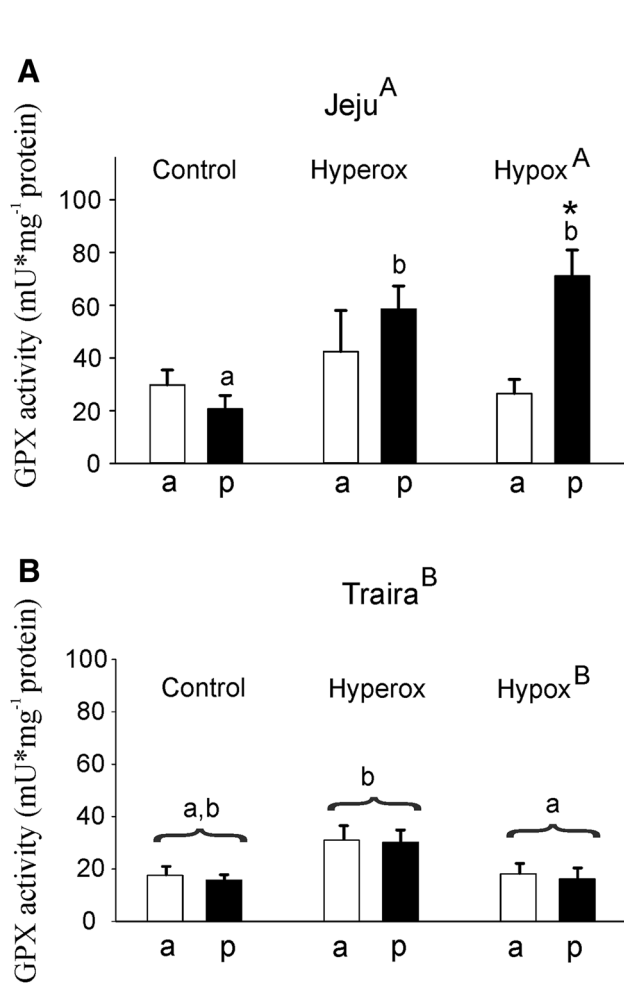 A
Jeju^A
Control Hyperox Hypox^A
GPX activity (mU*mg^-1 protein)
100
80
60
40
20
0
a
b
*
b
a p a p a p
B
Traira^B
Control Hyperox Hypox^B
GPX activity (mU*mg^-1 protein)
100
80
60
40
20
0
a,b
b
a
a p a p a p